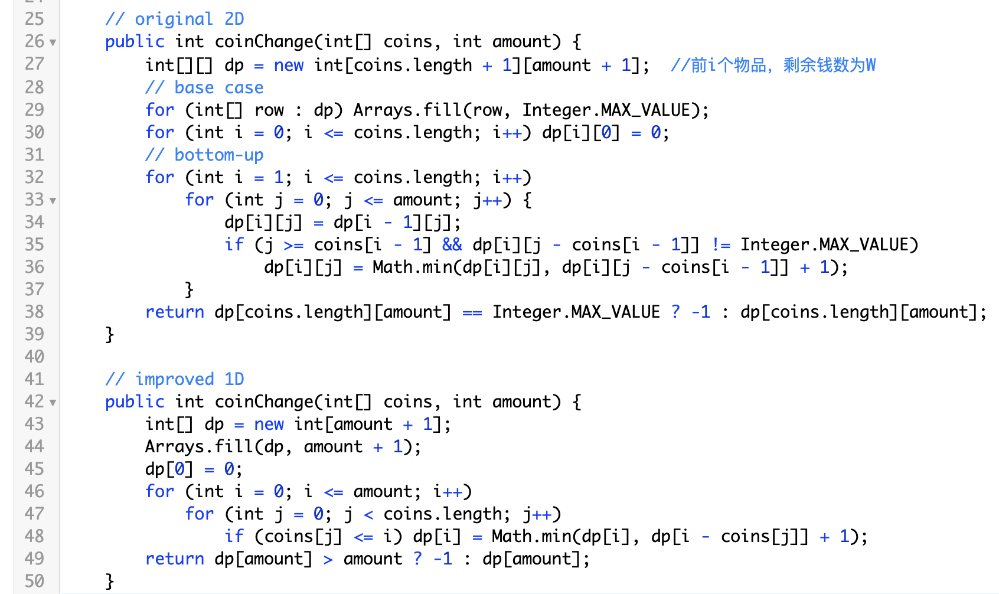 25 // original 2D
26 public int coinChange(int[] coins, int amount) {
27 int[][] dp = new int[coins.length + 1][amount + 1]; //前i个物品，剩余钱数为W
28 // base case
29 for (int[] row : dp) Arrays.fill(row, Integer.MAX_VALUE);
30 for (int i = 0; i <= coins.length; i++) dp[i][0] = 0;
31 // bottom-up
32 for (int i = 1; i <= coins.length; i++)
33 for (int j = 0; j <= amount; j++) {
34 dp[i][j] = dp[i - 1][j];
35 if (j >= coins[i - 1] && dp[i][j - coins[i - 1]] != Integer.MAX_VALUE)
36 dp[i][j] = Math.min(dp[i][j], dp[i][j - coins[i - 1]] + 1);
37 }
38 return dp[coins.length][amount] == Integer.MAX_VALUE ? -1 : dp[coins.length][amount];
39 }
40
41 // improved 1D
42 public int coinChange(int[] coins, int amount) {
43 int[] dp = new int[amount + 1];
44 Arrays.fill(dp, amount + 1);
45 dp[0] = 0;
46 for (int i = 0; i <= amount; i++)
47 for (int j = 0; j < coins.length; j++)
48 if (coins[j] <= i) dp[i] = Math.min(dp[i], dp[i - coins[j]] + 1);
49 return dp[amount] > amount ? -1 : dp[amount];
50 }